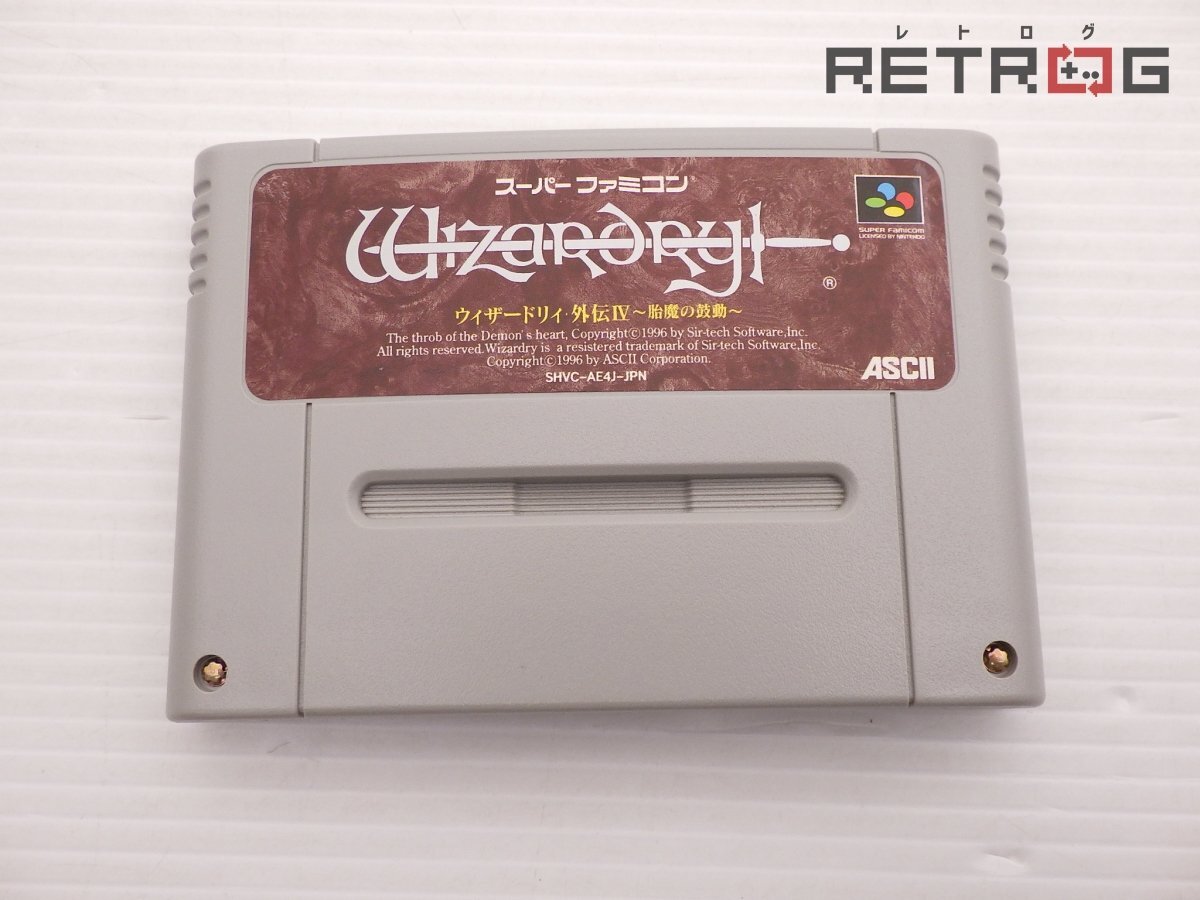 レトログ
RETROG
スーパーファミコン
Wizardry
®
SUPER FAMICOM
LICENSED BY NINTENDO
ウィザードリィ・外伝IV～胎魔の鼓動～
The throb of the Demon's heart, Copyright©1996 by Sir-tech Software,Inc.
All rights reserved.Wizardry is a resistered trademark of Sir-tech Software,Inc.
Copyright©1996 by ASCII Corporation.
ASCII
SHVC-AE4J-JPN